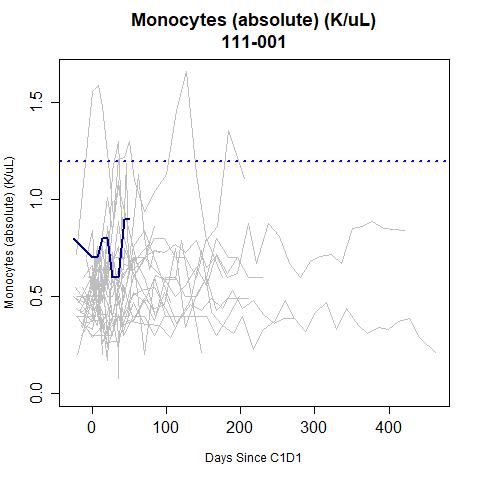 Monocytes (absolute) (K/uL)
111-001
Monocytes (absolute) (K/uL)
1.5
1.0
0.5
0.0
0 100 200 300 400
Days Since C1D1